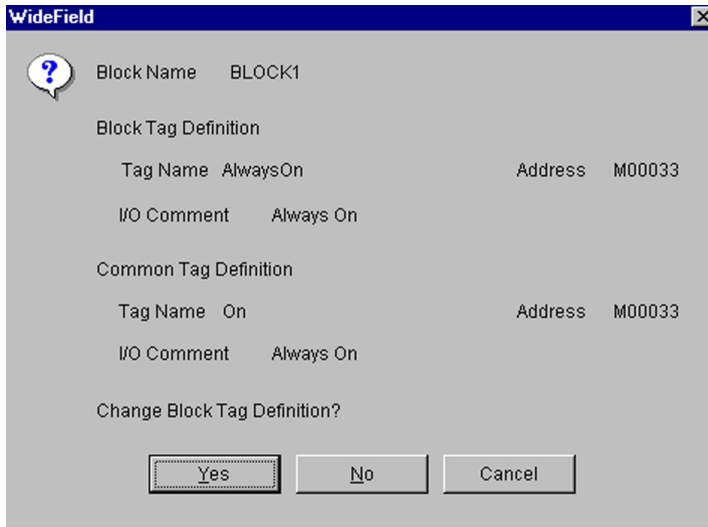 WideField
?
Block Name BLOCK1
Block Tag Definition
Tag Name AlwaysOn Address M00033
I/O Comment Always On
Common Tag Definition
Tag Name On Address M00033
I/O Comment Always On
Change Block Tag Definition?
Yes No Cancel